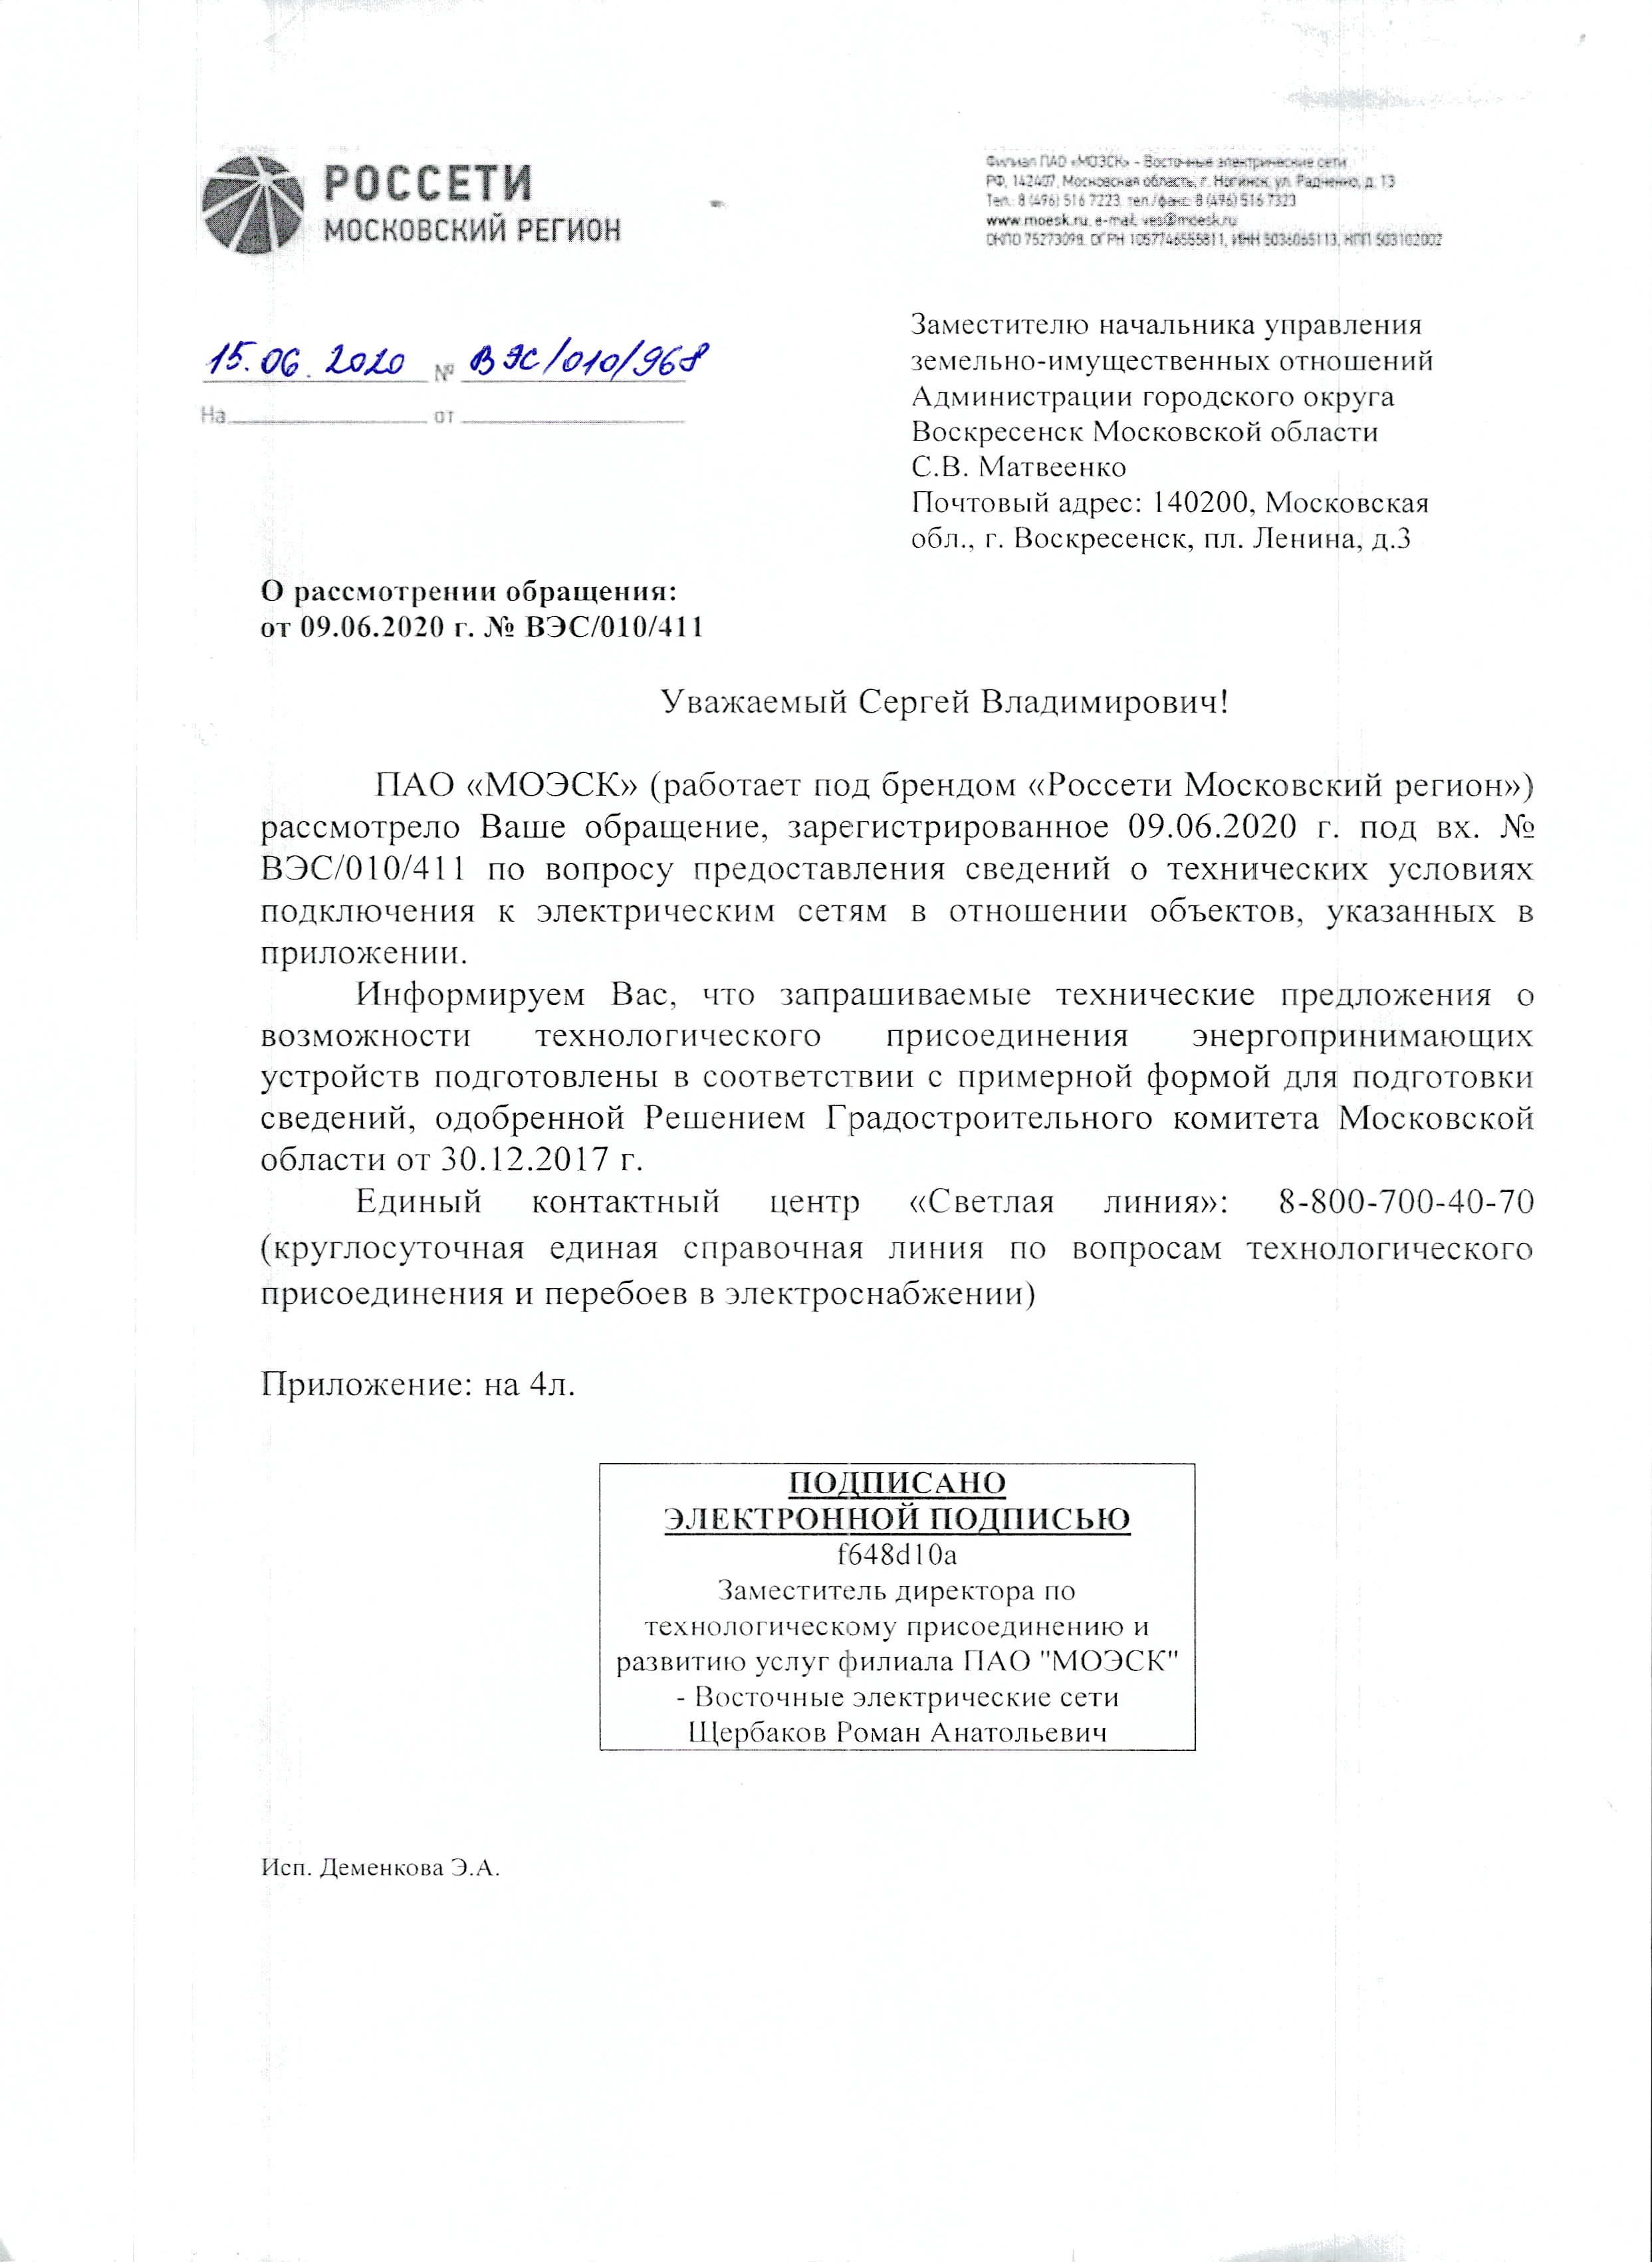 РОССЕТИ
МОСКОВСКИЙ РЕГИОН
Филиал ПАО «МОЭСК» - Восточные электрические сети
РФ, 142407, Московская область, г. Ногинск, ул. Радченко, д. 13
Тел.: 8 (496) 516 7223, тел./факс: 8 (496) 516 7323
www.moesk.ru, e-mail: ves@moesk.ru
ОКПО 75273098, ОГРН 1057746555811, ИНН 5036065113, КПП 503102002
15.06.2020 № ВЭС/010/968
На от
Заместителю начальника управления
земельно-имущественных отношений
Администрации городского округа
Воскресенск Московской области
С.В. Матвеенко
Почтовый адрес: 140200, Московская
обл., г. Воскресенск, пл. Ленина, д.3
О рассмотрении обращения:
от 09.06.2020 г. № ВЭС/010/411
Уважаемый Сергей Владимирович!
ПАО «МОЭСК» (работает под брендом «Россети Московский регион»)
рассмотрело Ваше обращение, зарегистрированное 09.06.2020 г. под вх. №
ВЭС/010/411 по вопросу предоставления сведений о технических условиях
подключения к электрическим сетям в отношении объектов, указанных в
приложении.
Информируем Вас, что запрашиваемые технические предложения о
возможности технологического присоединения энергопринимающих
устройств подготовлены в соответствии с примерной формой для подготовки
сведений, одобренной Решением Градостроительного комитета Московской
области от 30.12.2017 г.
Единый контактный центр «Светлая линия»: 8-800-700-40-70
(круглосуточная единая справочная линия по вопросам технологического
присоединения и перебоев в электроснабжении)
Приложение: на 4л.
ПОДПИСАНО
ЭЛЕКТРОННОЙ ПОДПИСЬЮ
f648d10a
Заместитель директора по
технологическому присоединению и
развитию услуг филиала ПАО "МОЭСК"
- Восточные электрические сети
Щербаков Роман Анатольевич
Исп. Деменкова Э.А.